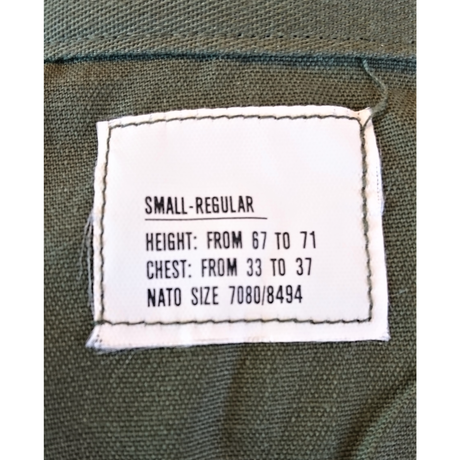 SMALL-REGULAR
HEIGHT: FROM 67 TO 71
CHEST: FROM 33 TO 37
NATO SIZE 7080/8494